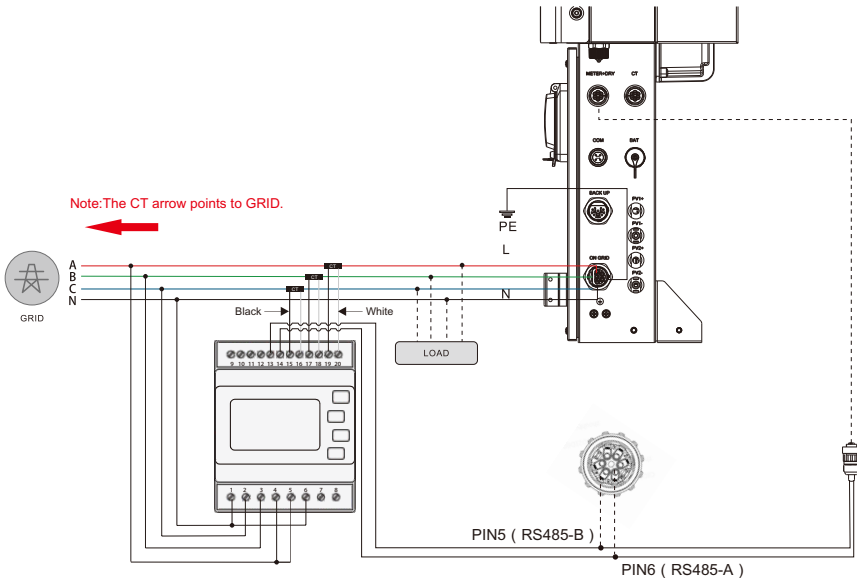 METER+DRY CT
COM BAT
Note:The CT arrow points to GRID.
BACK UP
PV1+
PE
PV1-
L
ON GRID
PV2+
A
CT
B
CT
PV2-
C
CT
N
N
GRID
Black
White
LOAD
9 10 11 12 13 14 15 16 17 18 19 20
1 2 3 4 5 6 7 8
PIN5 ( RS485-B )
PIN6 ( RS485-A )